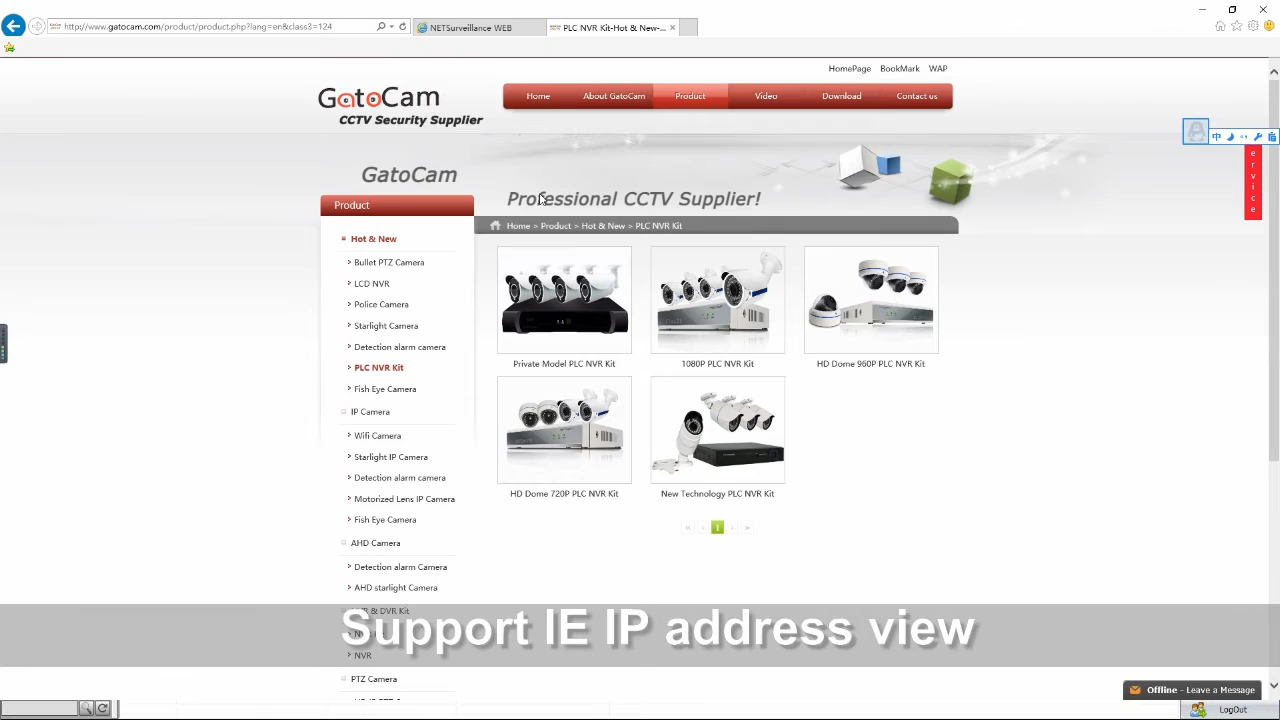 http://www.gatocam.com/product/product.php?lang=en&class3=124
NETSurveillance WEB
PLC NVR Kit-Hot & New-...
HomePage BookMark WAP
GatoCam
CCTV Security Supplier
Home About GatoCam Product Video Download Contact us
中
ervice
GatoCam
Professional CCTV Supplier!
Product
Home > Product > Hot & New > PLC NVR Kit
Hot & New
Bullet PTZ Camera
LCD NVR
Police Camera
Starlight Camera
Detection alarm camera
PLC NVR Kit
Fish Eye Camera
IP Camera
Wifi Camera
Starlight IP Camera
Detection alarm camera
Motorized Lens IP Camera
Fish Eye Camera
AHD Camera
Detection alarm Camera
AHD starlight Camera
& DVR Kit
NVR
PTZ Camera
Private Model PLC NVR Kit
1080P PLC NVR Kit
HD Dome 960P PLC NVR Kit
HD Dome 720P PLC NVR Kit
New Technology PLC NVR Kit
1
Support IE IP address view
Offline - Leave a Message
LogOut